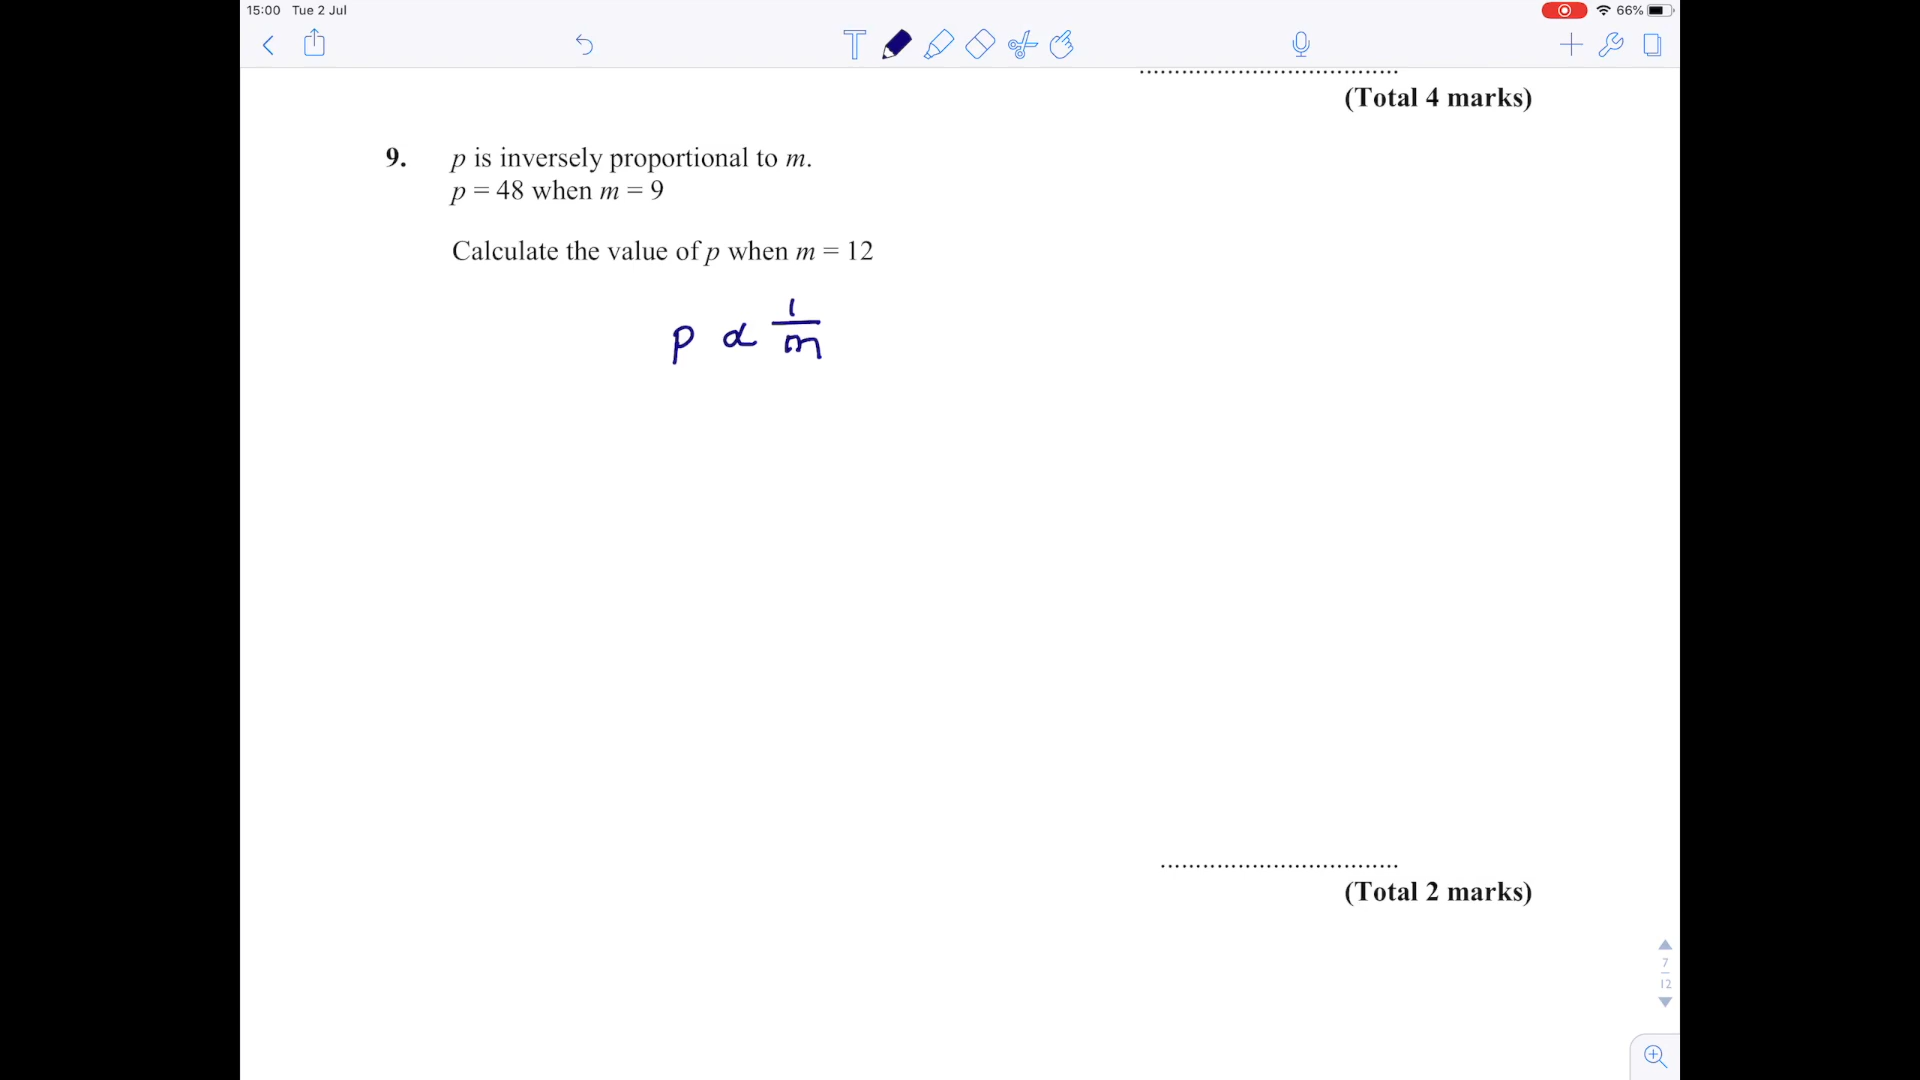 15:00 Tue 2 Jul 66%
T
(Total 4 marks)
9. p is inversely proportional to m.
p = 48 when m = 9
Calculate the value of p when m = 12
p ∝ 1/m
(Total 2 marks)
7
12